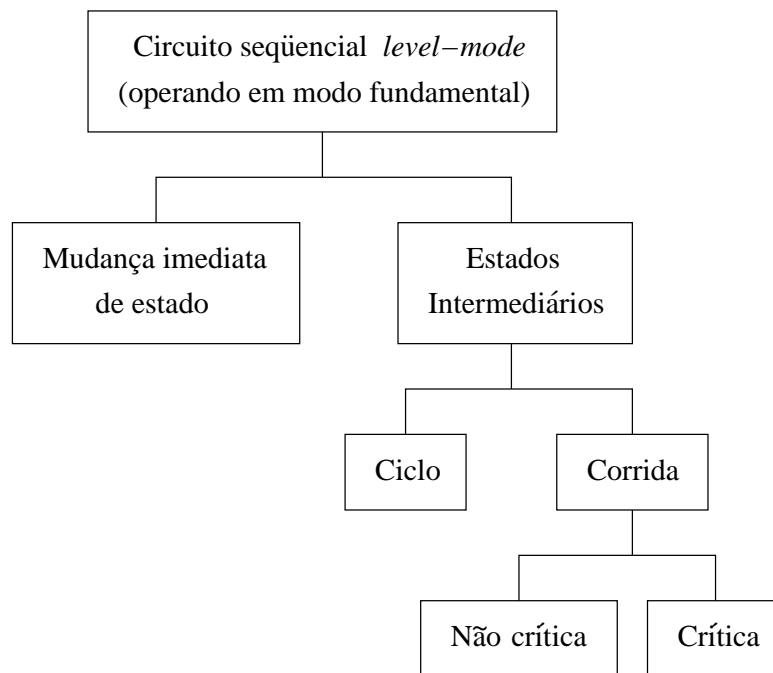 Circuito seqüencial level−mode
(operando em modo fundamental)
Mudança imediata
de estado
Estados
Intermediários
Ciclo
Corrida
Não crítica
Crítica